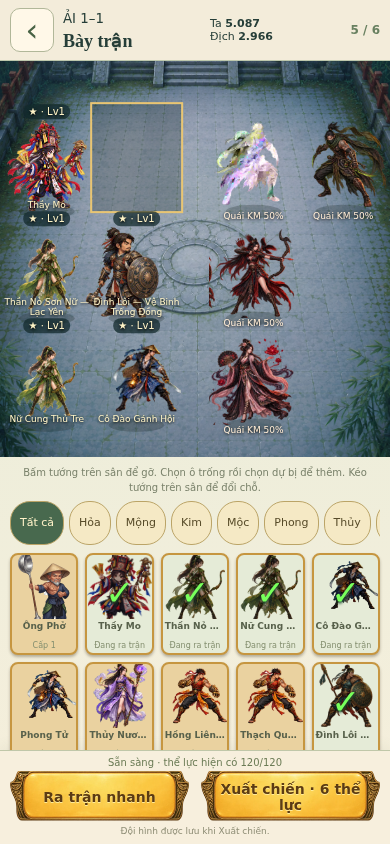 ẢI 1–1
Bày trận
Ta 5.087
Địch 2.966
5 / 6
★ · Lv1
Thầy Mo
Quái KM 50%
Quái KM 50%
★ · Lv1
★ · Lv1
Thần Nỏ Sơn Nữ —
Lạc Yên
Đinh Lôi — Vệ Binh
Trống Đồng
Quái KM 50%
★ · Lv1
★ · Lv1
Nữ Cung Thủ Tre
Cô Đào Gánh Hội
Quái KM 50%
Bấm tướng trên sân để gỡ. Chọn ô trống rồi chọn dự bị để thêm. Kéo
tướng trên sân để đổi chỗ.
Tất cả
Hỏa
Mộng
Kim
Mộc
Phong
Thủy
Ông Phở
Thầy Mo
Thần Nỏ ...
Nữ Cung ...
Cô Đào G...
Cấp 1
Đang ra trận
Đang ra trận
Đang ra trận
Đang ra trận
Phong Tử
Thủy Nươ...
Hồng Liên...
Thạch Qu...
Đinh Lôi ...
Sẵn sàng · thể lực có 120/120
Ra trận nhanh
Xuất chiến · 6 thể
lực
Đội hình được lưu khi Xuất chiến.